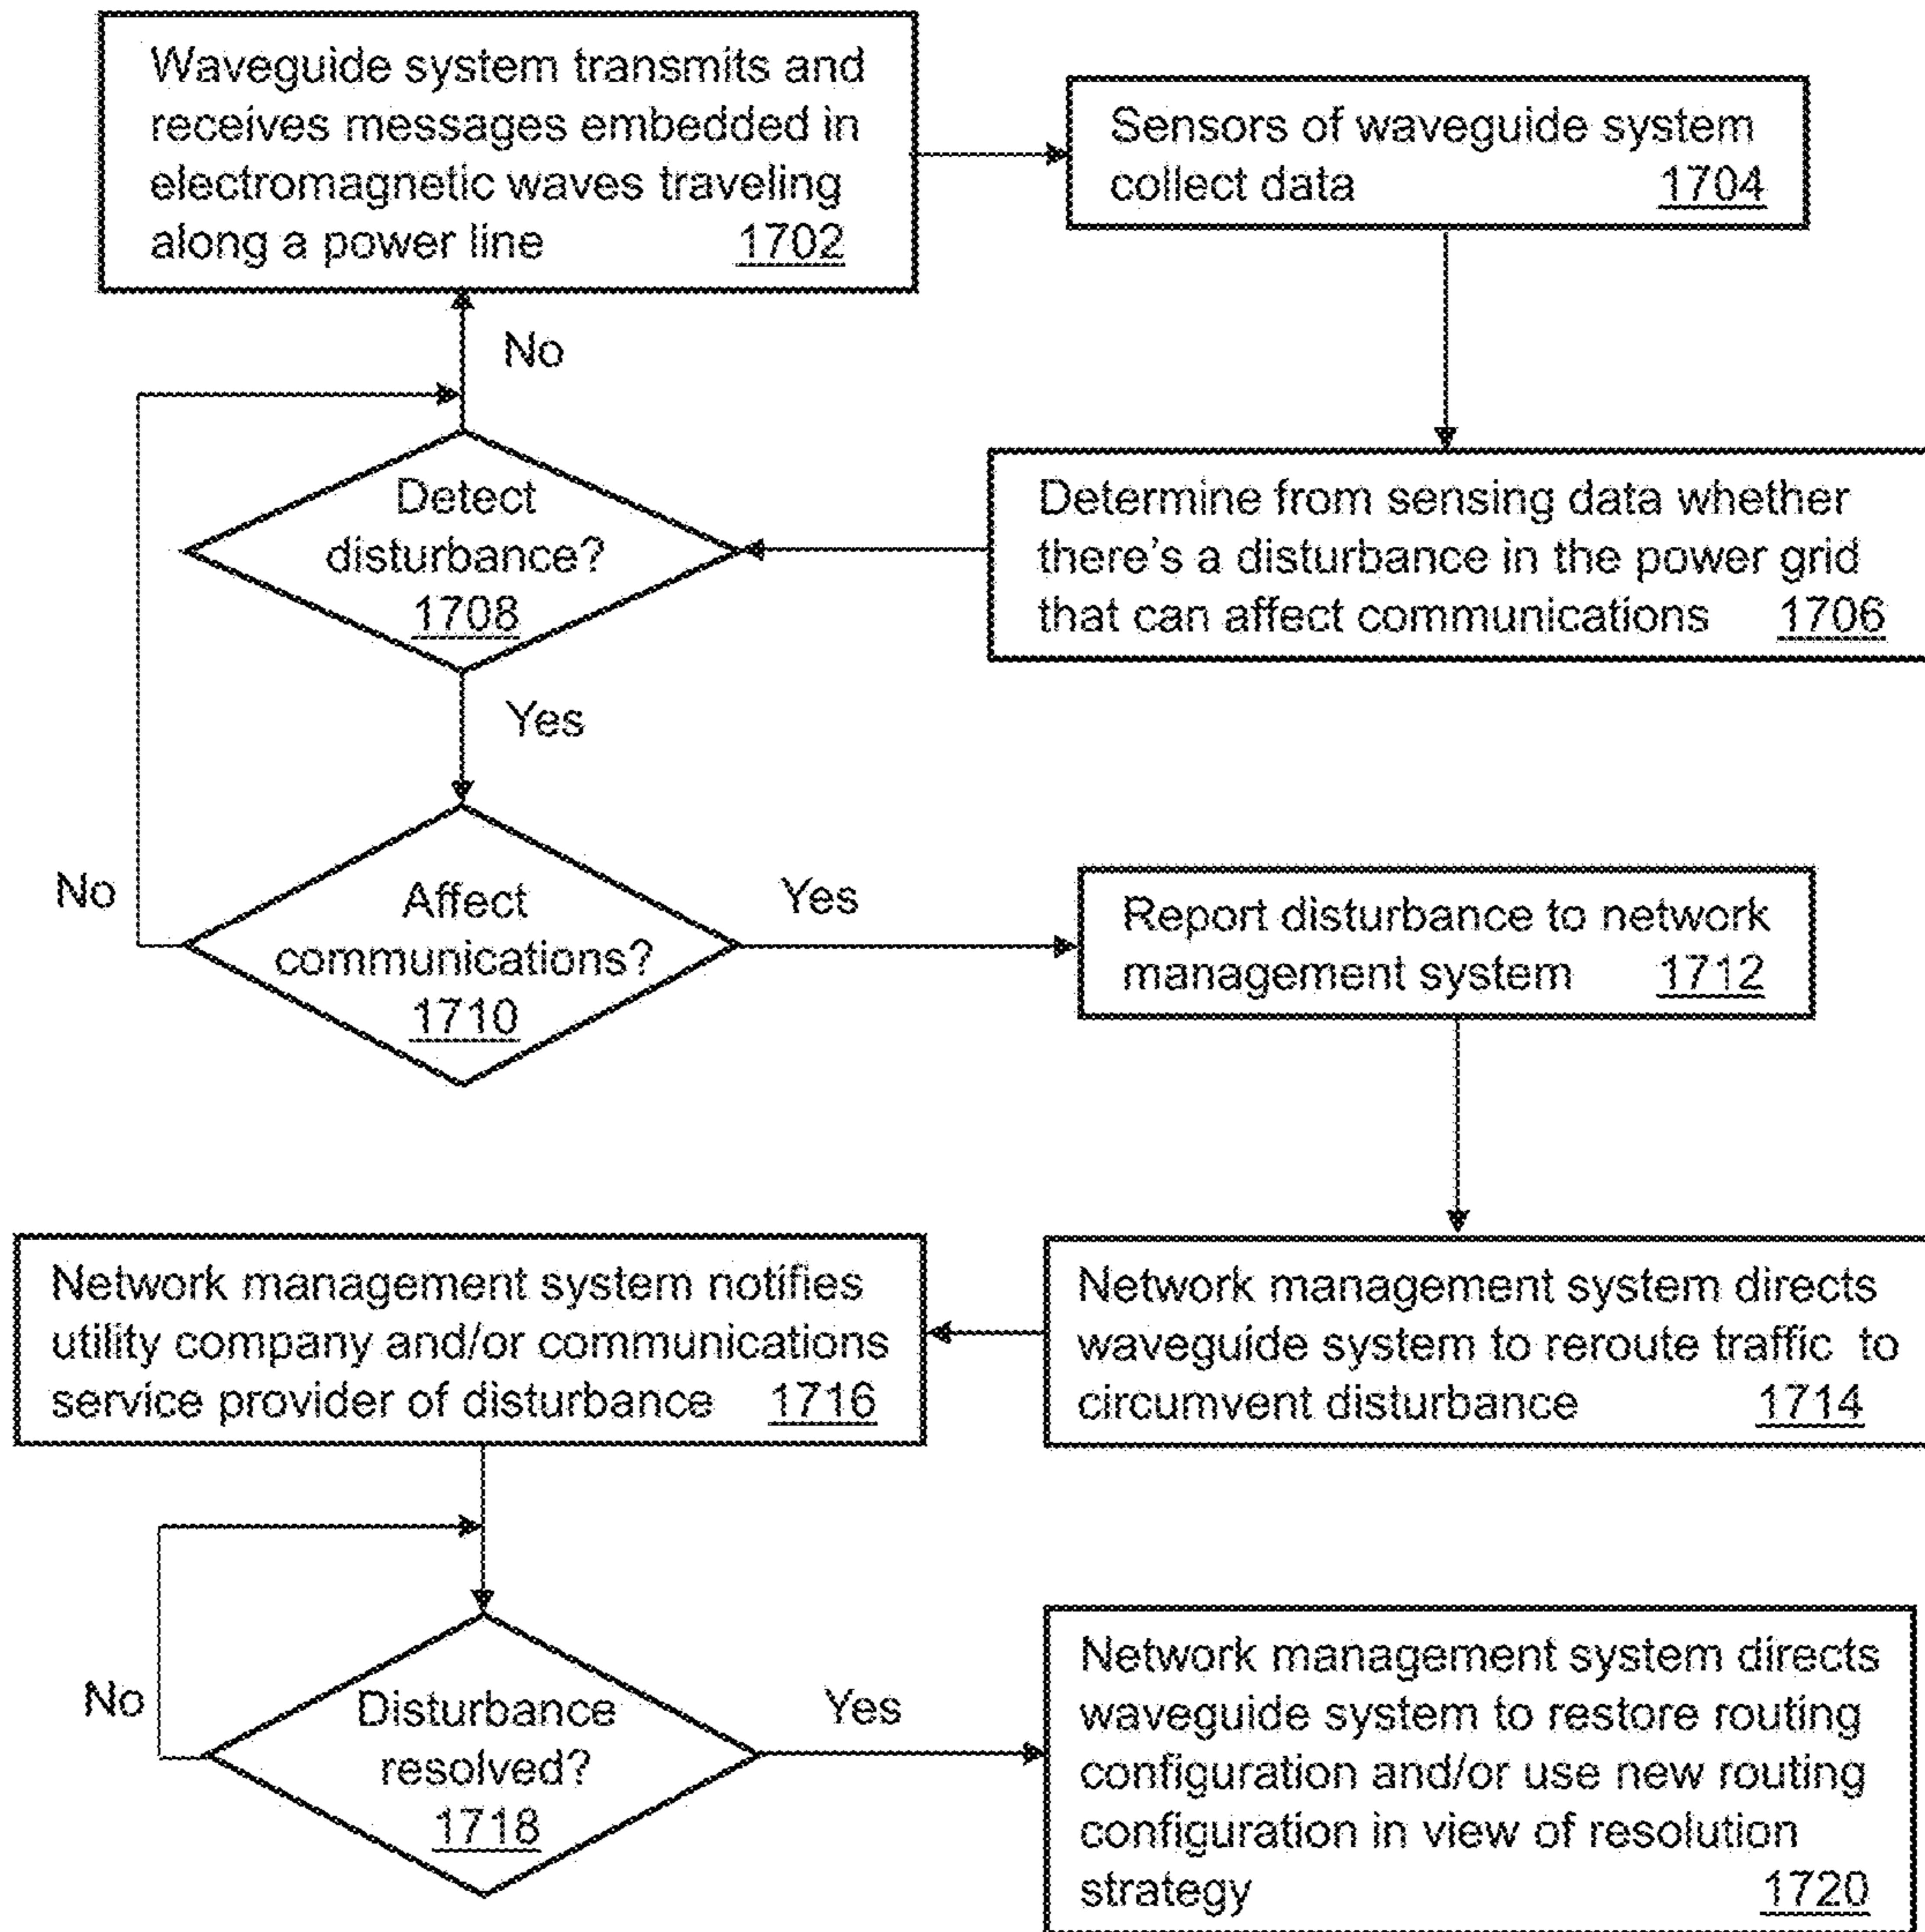 Waveguide system transmits and
receives messages embedded in
electromagnetic waves traveling
along a power line 1702
Sensors of waveguide system
collect data 1704
No
Detect
disturbance?
1708
Determine from sensing data whether
there's a disturbance in the power grid
that can affect communications 1706
Yes
No
Affect
communications?
1710
Yes
Report disturbance to network
management system 1712
Network management system notifies
utility company and/or communications
service provider of disturbance 1716
Network management system directs
waveguide system to reroute traffic to
circumvent disturbance 1714
No
Disturbance
resolved?
1718
Yes
Network management system directs
waveguide system to restore routing
configuration and/or use new routing
configuration in view of resolution
strategy 1720